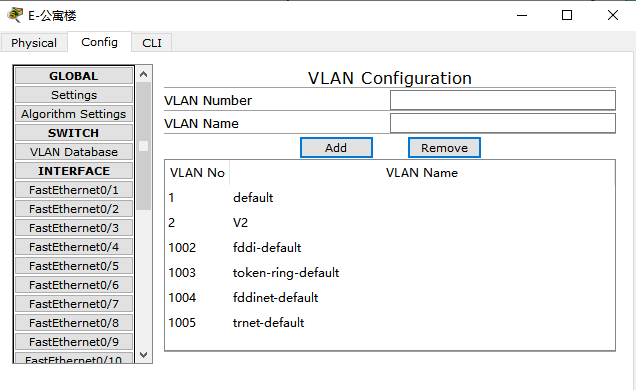 E-公寓楼
Physical Config CLI
GLOBAL
Settings
Algorithm Settings
SWITCH
VLAN Database
INTERFACE
FastEthernet0/1
FastEthernet0/2
FastEthernet0/3
FastEthernet0/4
FastEthernet0/5
FastEthernet0/6
FastEthernet0/7
FastEthernet0/8
FastEthernet0/9
FastEthernet0/10
VLAN Configuration
VLAN Number
VLAN Name
Add Remove
VLAN No VLAN Name
1 default
2 V2
1002 fddi-default
1003 token-ring-default
1004 fddinet-default
1005 trnet-default